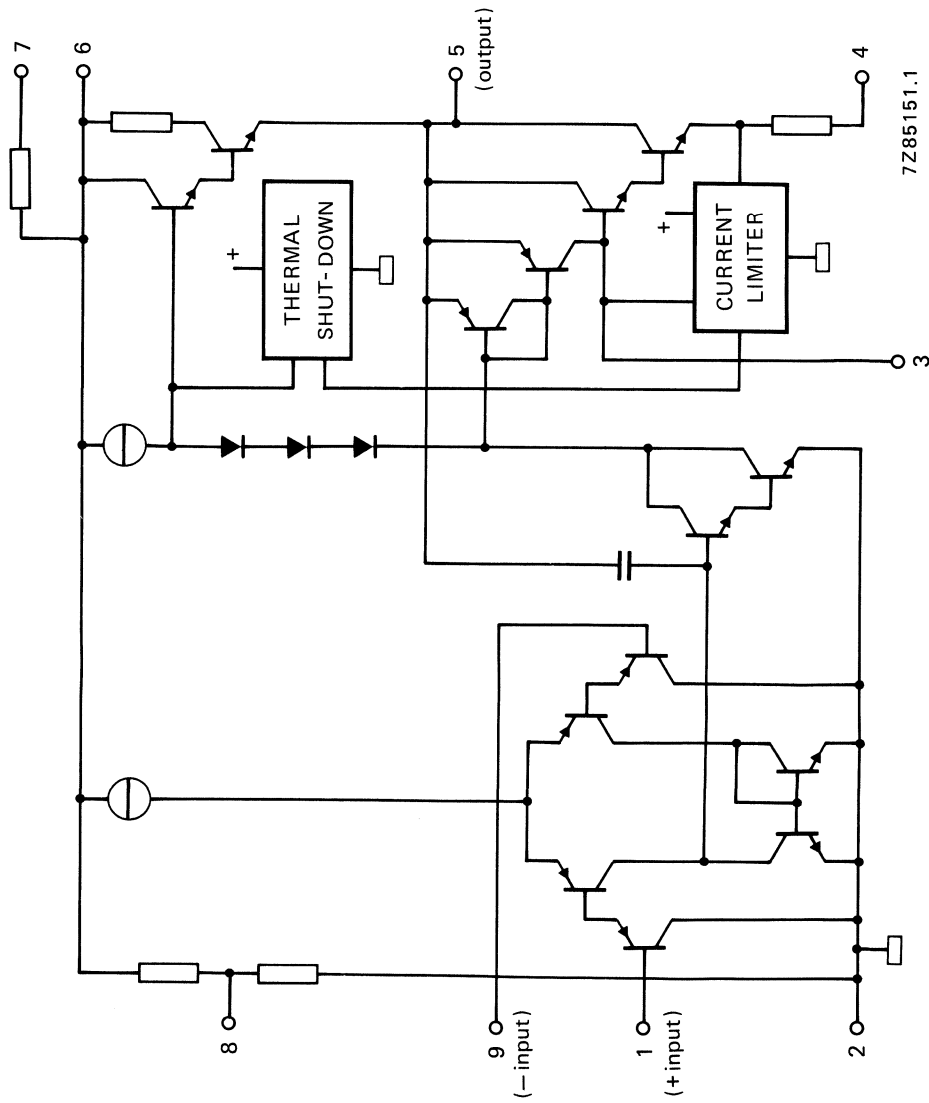 7
6
5
(output)
4
7Z85151.1
+
THERMAL
SHUT-DOWN
+
CURRENT
LIMITER
3
8
9
(– input)
1
(+ input)
2